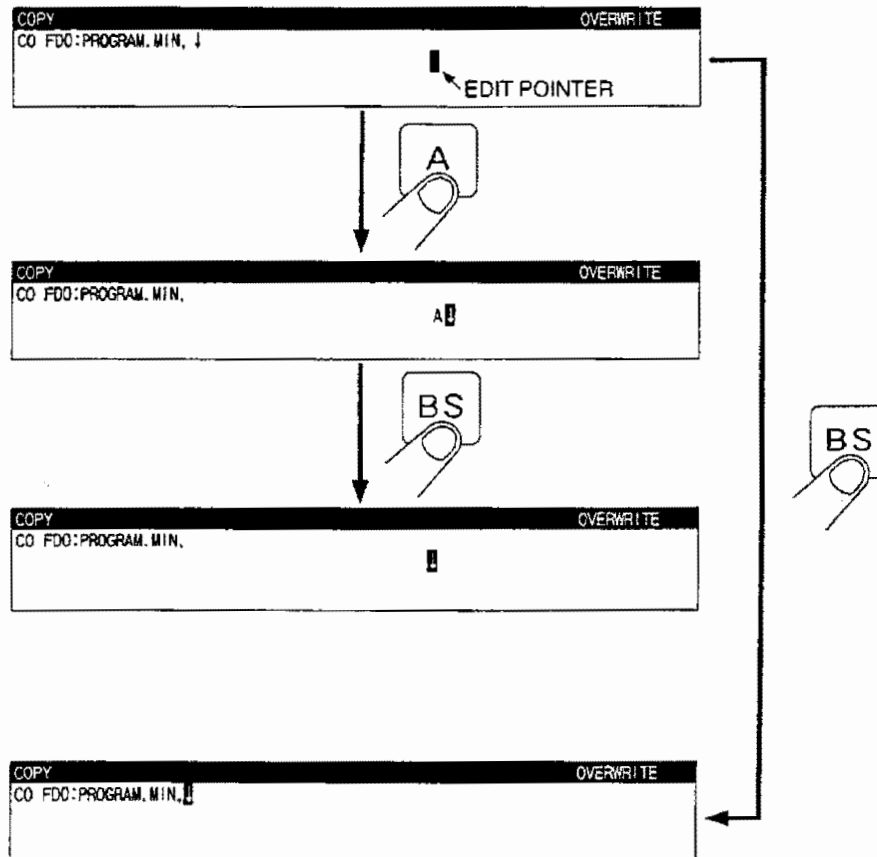 COPY OVERWRITE
CO FD0:PROGRAM.MIN, ↓
EDIT POINTER
A
COPY OVERWRITE
CO FD0:PROGRAM.MIN,
A↓
BS
COPY OVERWRITE
CO FD0:PROGRAM.MIN,
↓
BS
COPY OVERWRITE
CO FD0:PROGRAM.MIN,↓